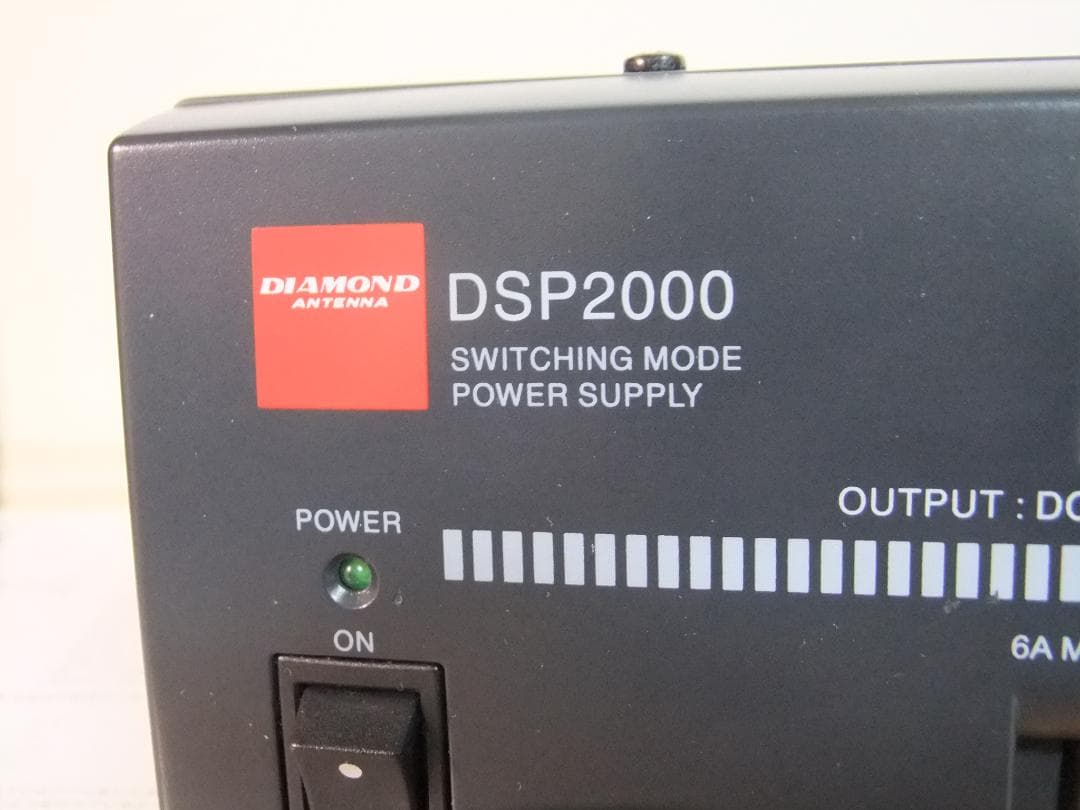 DIAMOND
ANTENNA
DSP2000
SWITCHING MODE
POWER SUPPLY
OUTPUT : DC
POWER
ON
6A M